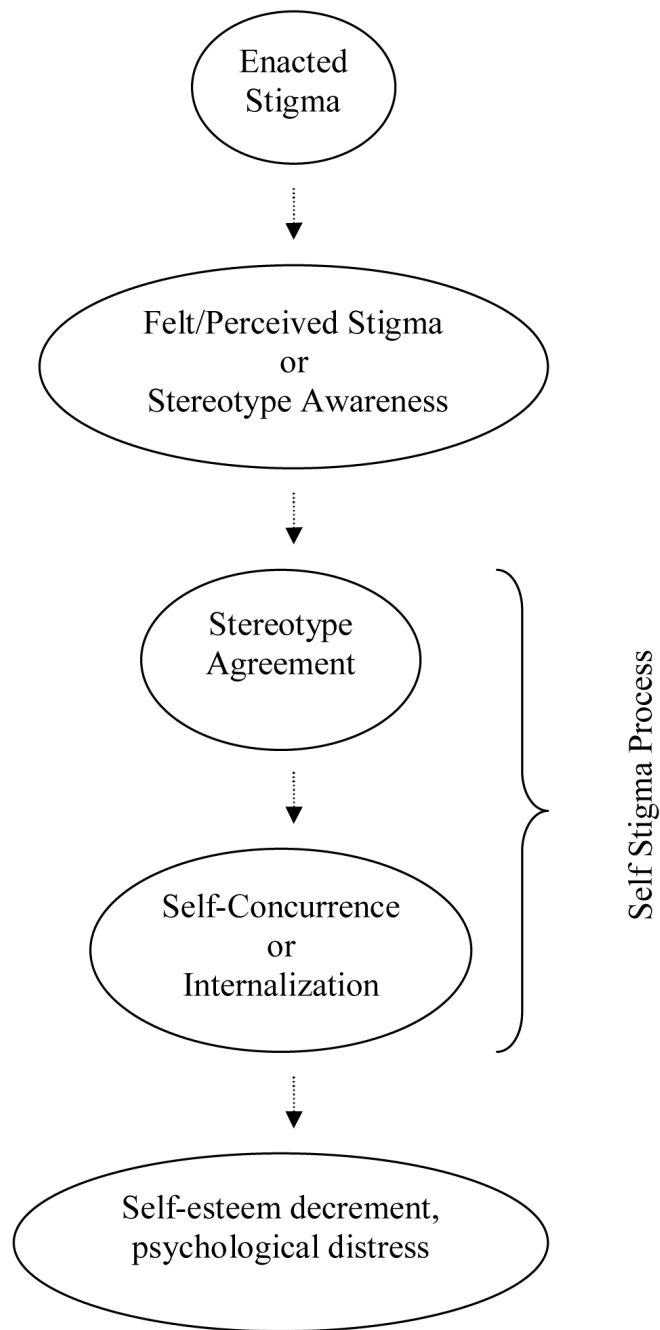 Enacted
Stigma
Felt/Perceived Stigma
or
Stereotype Awareness
Stereotype
Agreement
Self-Concurrence
or
Internalization
Self Stigma Process
Self-esteem decrement,
psychological distress